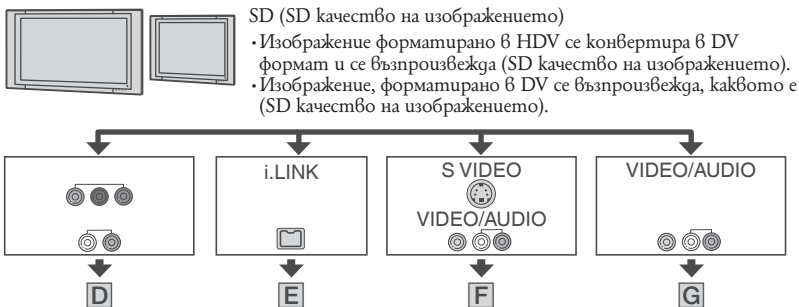 SD (SD качество на изображението)
·Изображение форматирано в HDV се конвертира в DV
формат и се възпроизвежда (SD качество на изображението).
·Изображение, форматирано в DV се възпроизвежда, каквото е
(SD качество на изображението).
i.LINK
S VIDEO
VIDEO/AUDIO
VIDEO/AUDIO
D
E
F
G